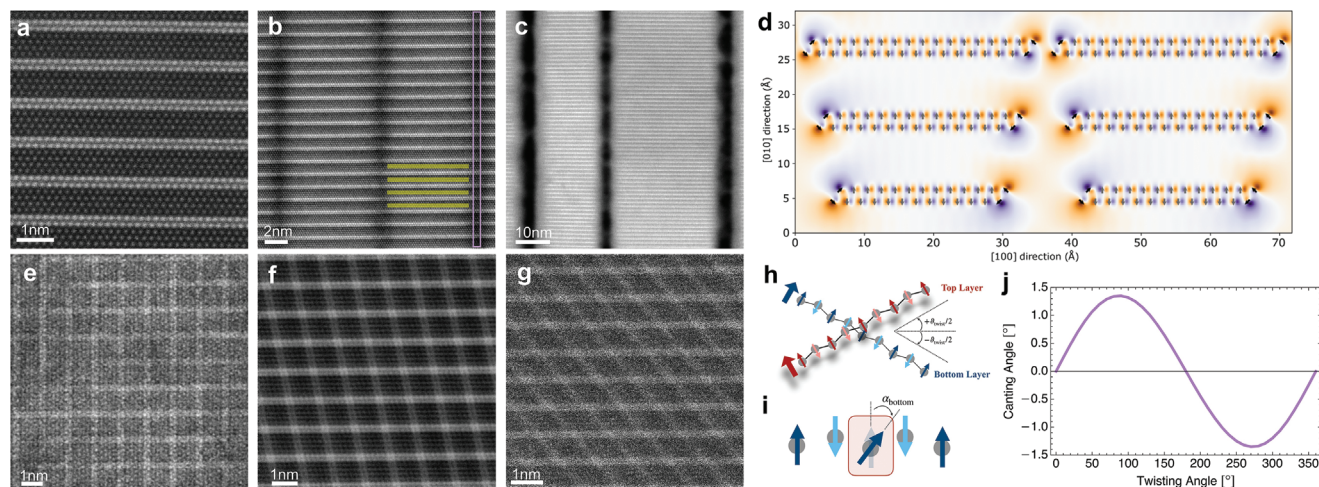 a
1nm
b
2nm
c
10nm
d
[010] direction (Å)
30
25
20
15
10
5
0
0 10 20 30 40 50 60 70
[100] direction (Å)
e
1nm
f
1nm
g
1nm
h
Top Layer
+θtwist/2
−θtwist/2
Bottom Layer
i
αbottom
j
Canting Angle [°]
1.5
1.0
0.5
0.0
-0.5
-1.0
-1.5
0 50 100 150 200 250 300 350
Twisting Angle [°]